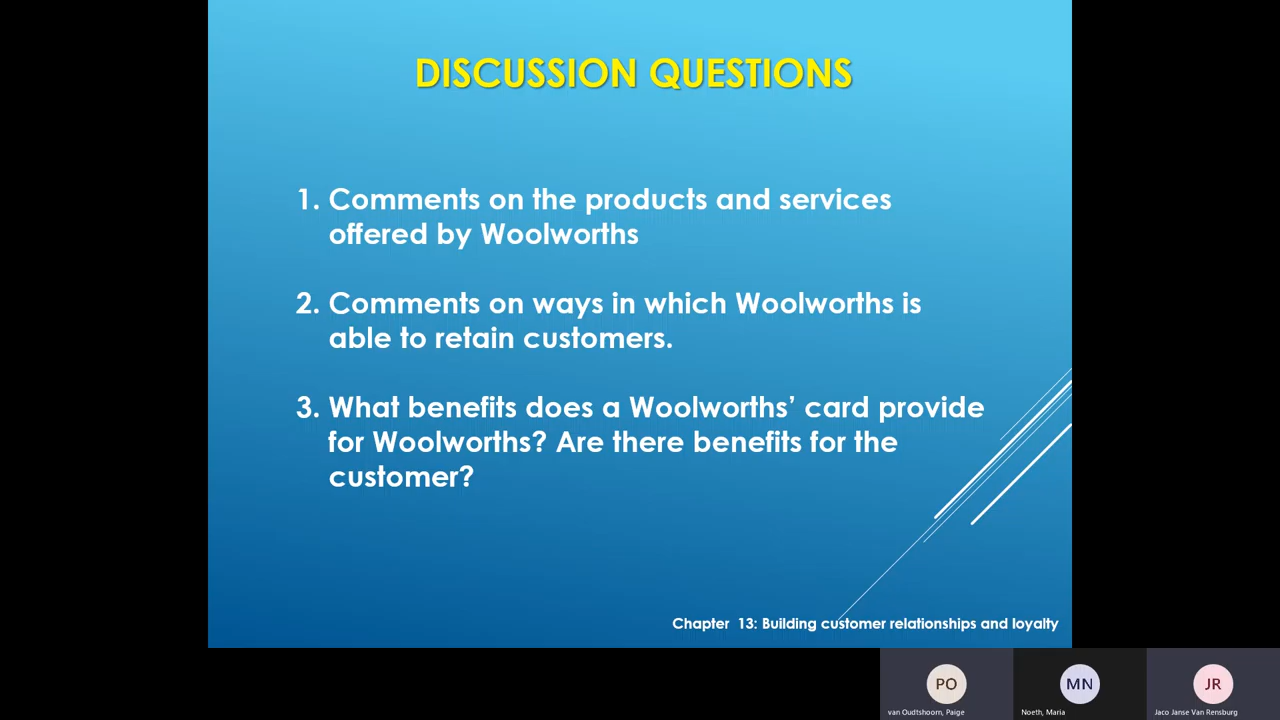 DISCUSSION QUESTIONS
1. Comments on the products and services
offered by Woolworths
2. Comments on ways in which Woolworths is
able to retain customers.
3. What benefits does a Woolworths’ card provide
for Woolworths? Are there benefits for the
customer?
Chapter 13: Building customer relationships and loyalty
PO
MN
JR
van Oudtshoorn, Paige
Noeth, Maria
Jaco Janse Van Rensburg